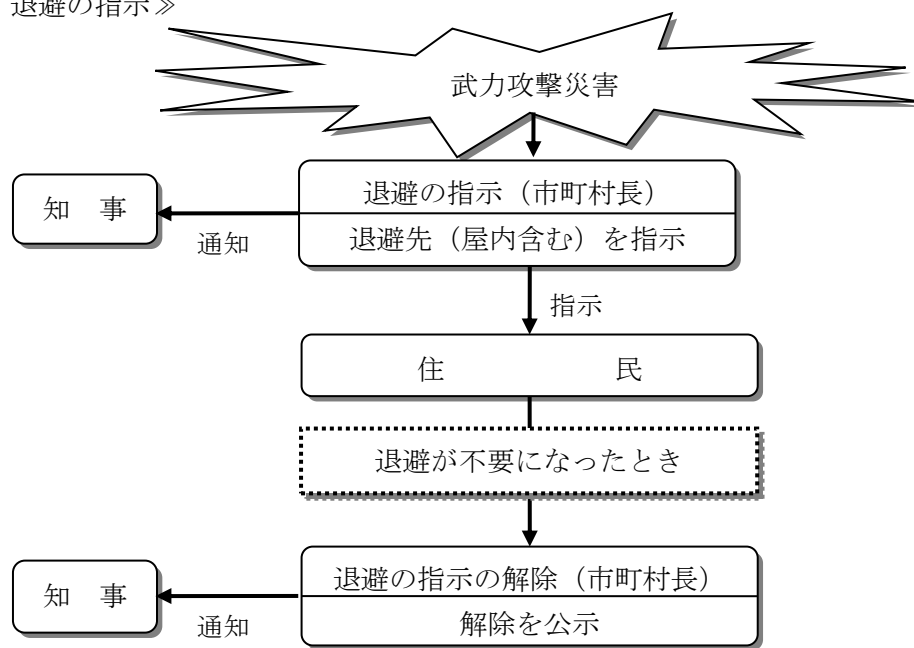 退避の指示≫
武力攻撃災害
退避の指示（市町村長）
知　事
通知
退避先（屋内含む）を指示
指示
住　　　　民
退避が不要になったとき
退避の指示の解除（市町村長）
知　事
通知
解除を公示